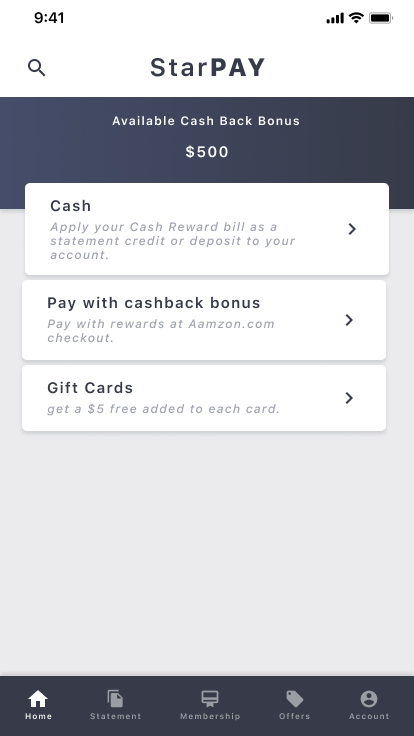 9:41
StarPAY
Available Cash Back Bonus
$500
Cash
Apply your Cash Reward bill as a
statement credit or deposit to your
account.
Pay with cashback bonus
Pay with rewards at Aamzon.com
checkout.
Gift Cards
get a $5 free added to each card.
Home Statement Membership Offers Account